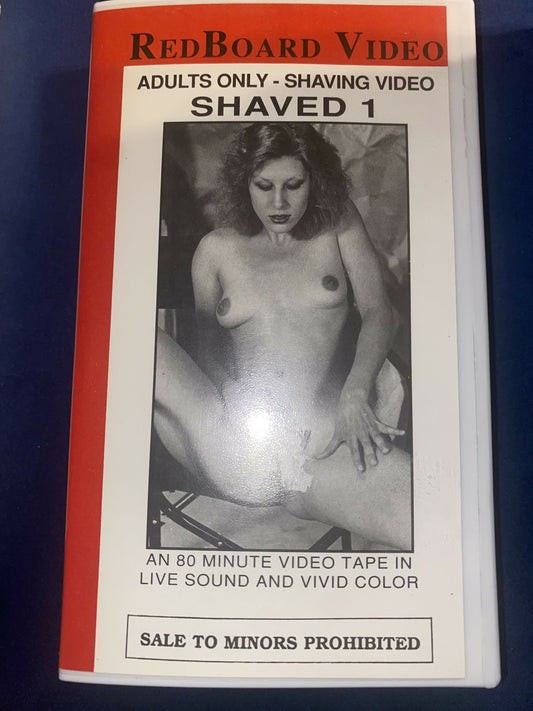 REDBOARD VIDEO
ADULTS ONLY - SHAVING VIDEO
SHAVED 1
AN 80 MINUTE VIDEO TAPE IN
LIVE SOUND AND VIVID COLOR
SALE TO MINORS PROHIBITED